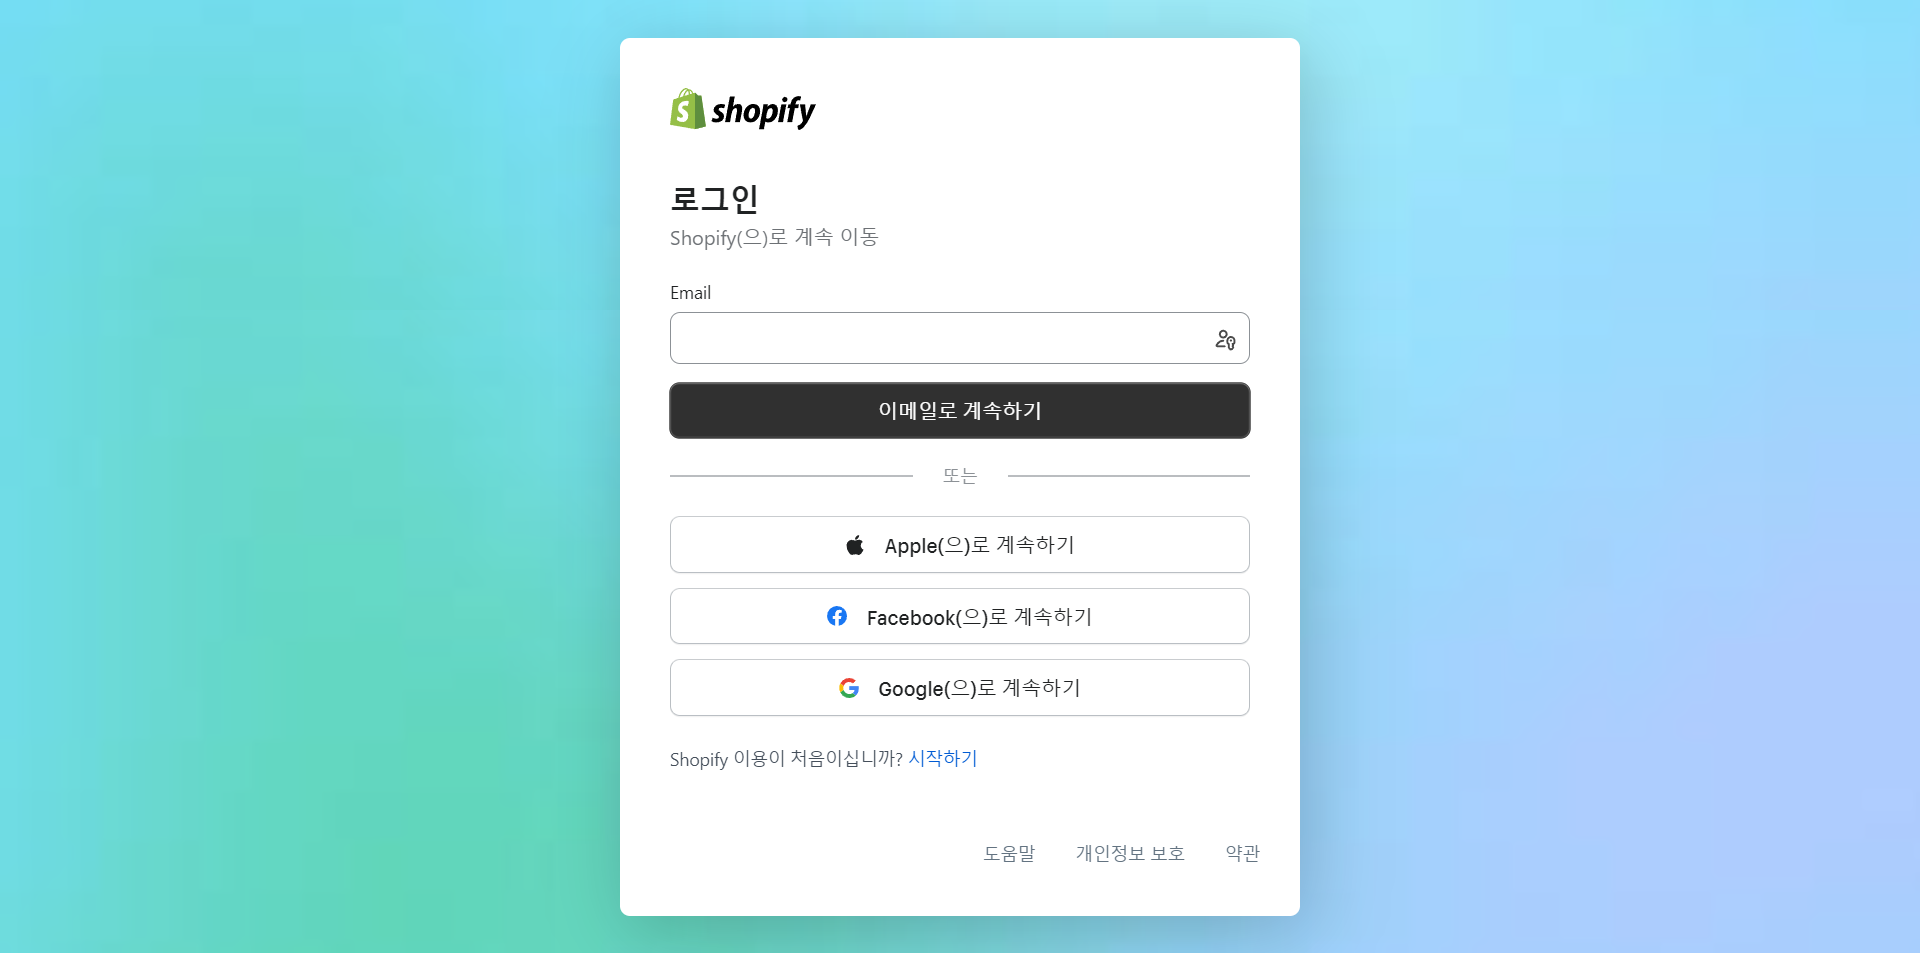 shopify
로그인
Shopify(으)로 계속 이동
Email
이메일로 계속하기
또는
Apple(으)로 계속하기
Facebook(으)로 계속하기
Google(으)로 계속하기
Shopify 이용이 처음이십니까? 시작하기
도움말 개인정보 보호 약관